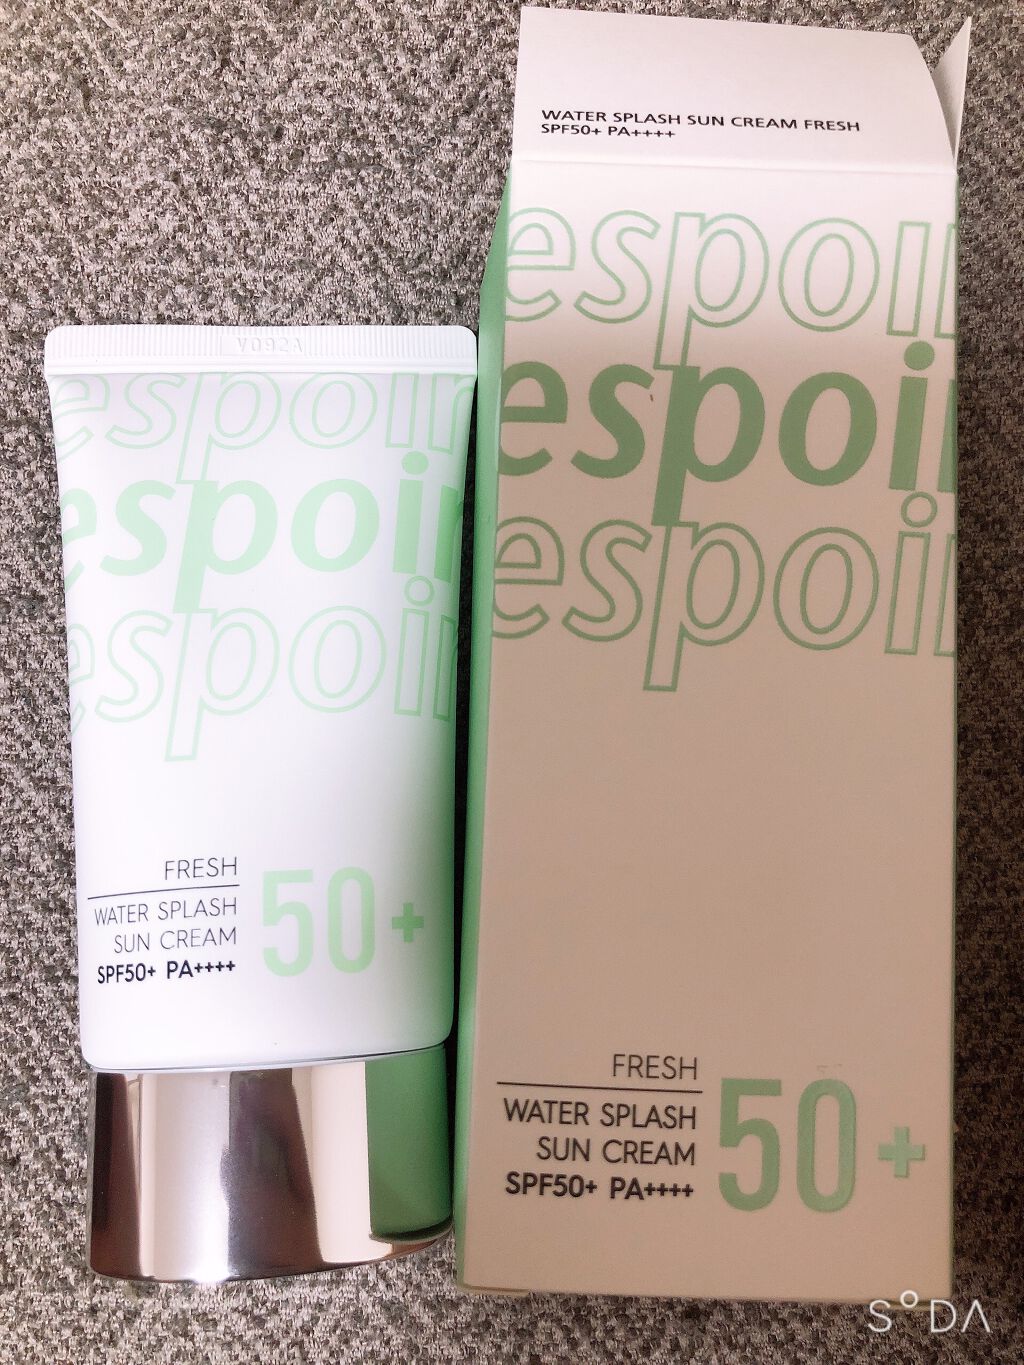 WATER SPLASH SUN CREAM FRESH
SPF50+ PA++++
espoir
espoir
espoir
FRESH
WATER SPLASH
SUN CREAM
SPF50+ PA++++
50+
V092A
espoir
espoir
espoir
FRESH
WATER SPLASH
SUN CREAM
SPF50+ PA++++
50+
SODA